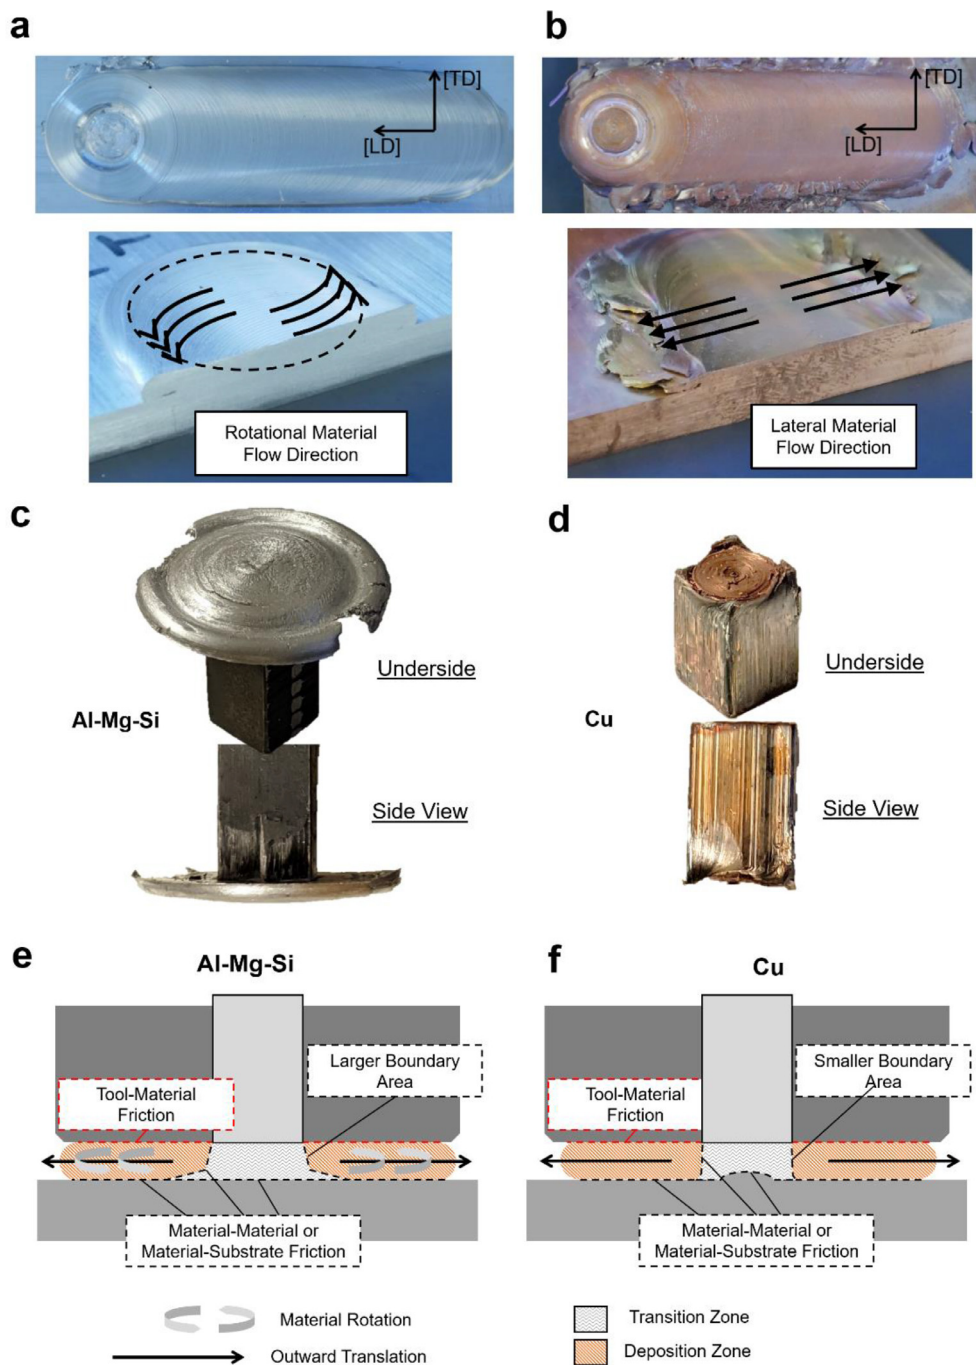 a
b
[TD]
[LD]
[TD]
[LD]
Rotational Material
Flow Direction
Lateral Material
Flow Direction
c
d
Underside
Al-Mg-Si
Side View
Underside
Cu
Side View
e
Al-Mg-Si
f
Cu
Larger Boundary
Area
Tool-Material
Friction
Material-Material or
Material-Substrate Friction
Smaller Boundary
Area
Tool-Material
Friction
Material-Material or
Material-Substrate Friction
Material Rotation
Outward Translation
Transition Zone
Deposition Zone